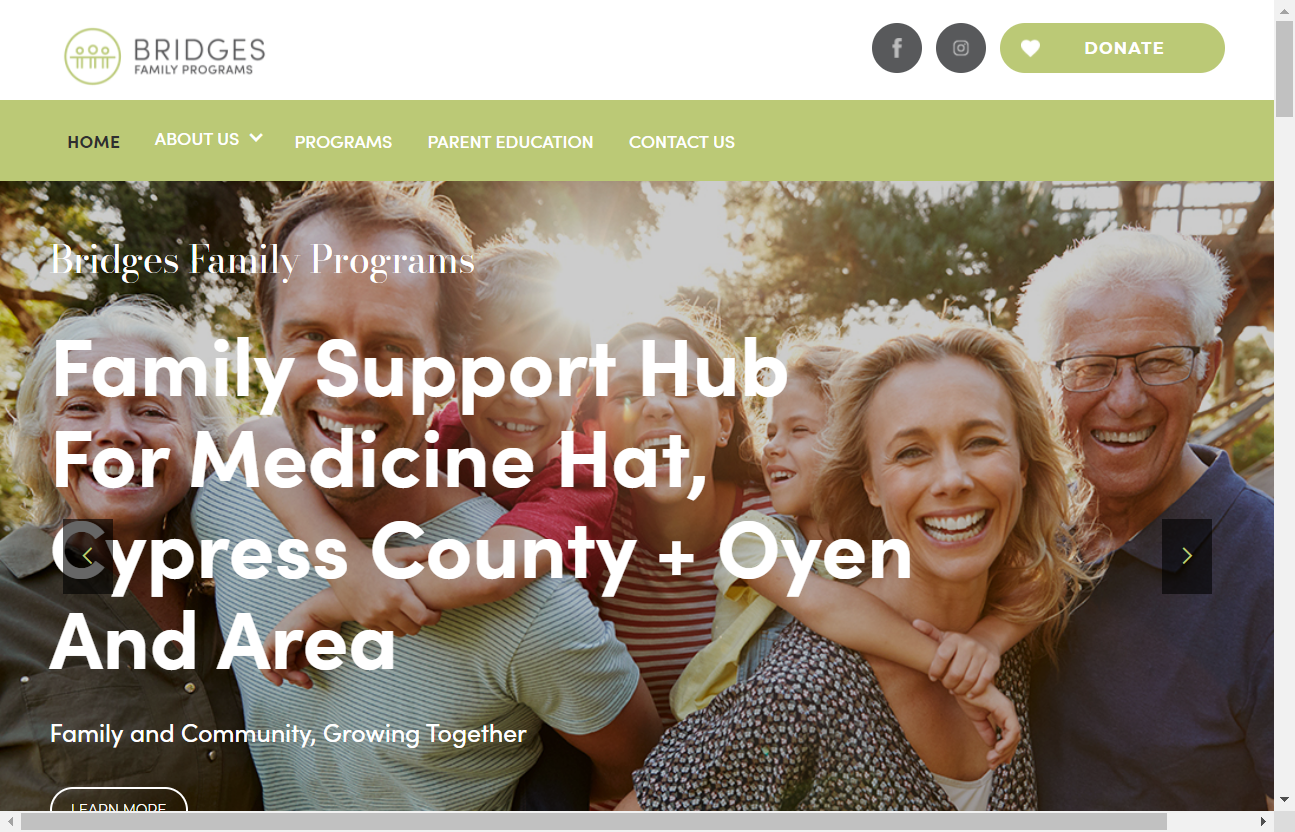 BRIDGES
FAMILY PROGRAMS
DONATE
HOME
ABOUT US
PROGRAMS
PARENT EDUCATION
CONTACT US
Bridges Family Programs
Family Support Hub
For Medicine Hat,
Cypress County + Oyen
And Area
Family and Community, Growing Together
LEARN MORE